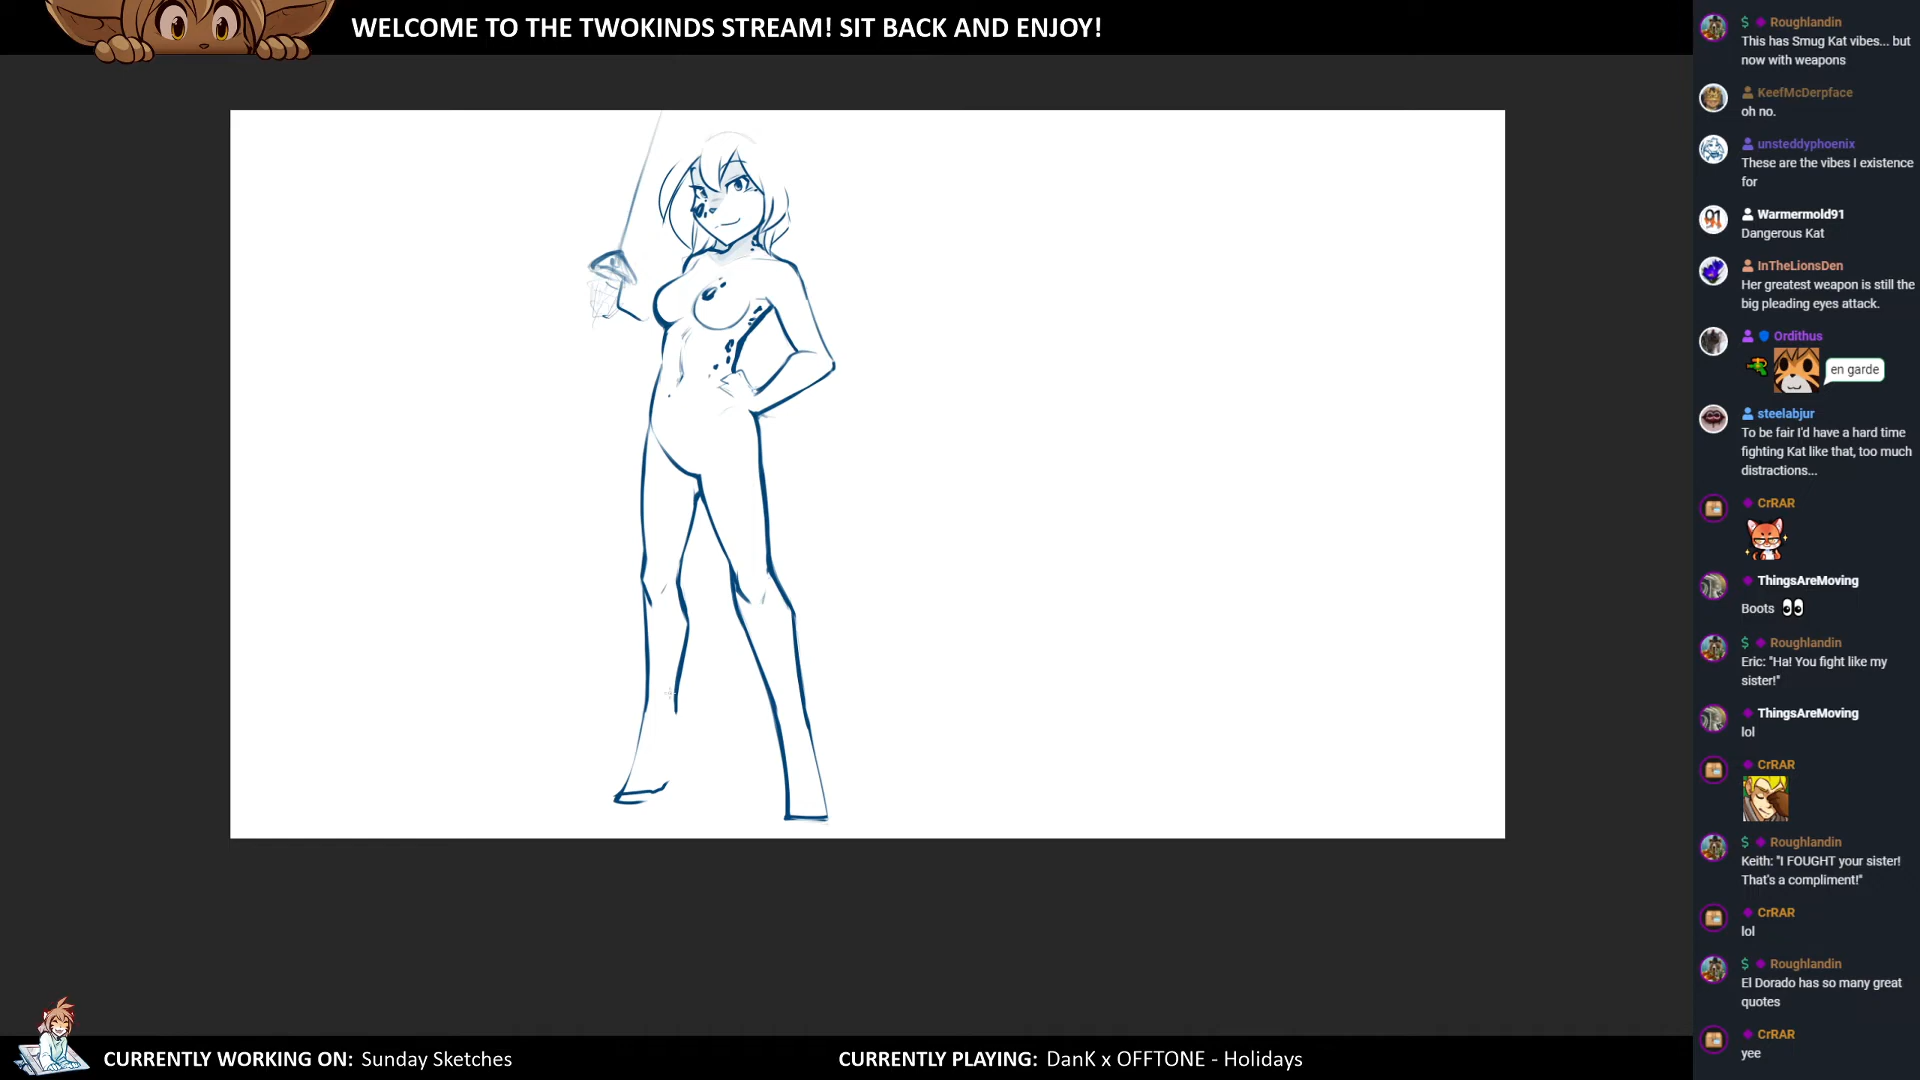 WELCOME TO THE TWOKINDS STREAM! SIT BACK AND ENJOY!
Roughlandin
This has Smug Kat vibes... but
now with weapons
KeefMcDerpface
oh no.
unsteddyphoenix
These are the vibes I existence
for
Warmermold91
Dangerous Kat
InTheLionsDen
Her greatest weapon is still the
big pleading eyes attack.
Ordithus
en garde
steelabjur
To be fair I'd have a hard time
fighting Kat like that, too much
distractions...
CrRAR
ThingsAreMoving
Boots
Roughlandin
Eric: "Ha! You fight like my
sister!"
ThingsAreMoving
lol
CrRAR
Roughlandin
Keith: "I FOUGHT your sister!
That's a compliment!"
CrRAR
lol
Roughlandin
El Dorado has so many great
quotes
CrRAR
yee
CURRENTLY WORKING ON: Sunday Sketches
CURRENTLY PLAYING: DanK x OFFTONE - Holidays